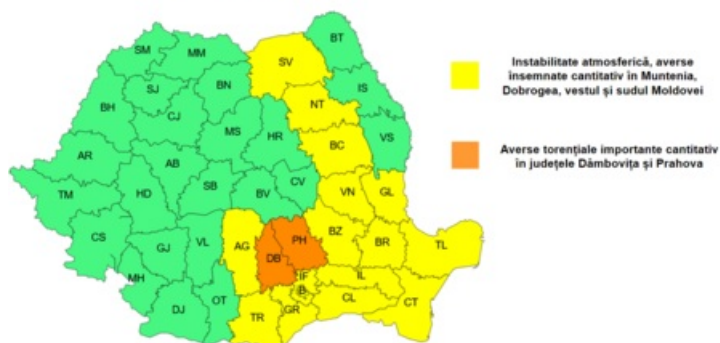 BT
SM
MM
SV
SJ
BN
IS
BH
CJ
NT
MS
HR
BC
VS
AR
AB
TM
HD
SB
BV
CV
VN
GL
CS
GJ
VL
AG
PH
DB
BZ
BR
TL
MH
IF
B
IL
DJ
OT
CL
CT
TR
GR
Instabilitate atmosferică, averse
însemnate cantitativ în Muntenia,
Dobrogea, vestul și sudul Moldovei
Averse torențiale importante cantitativ
în județele Dâmbovița și Prahova